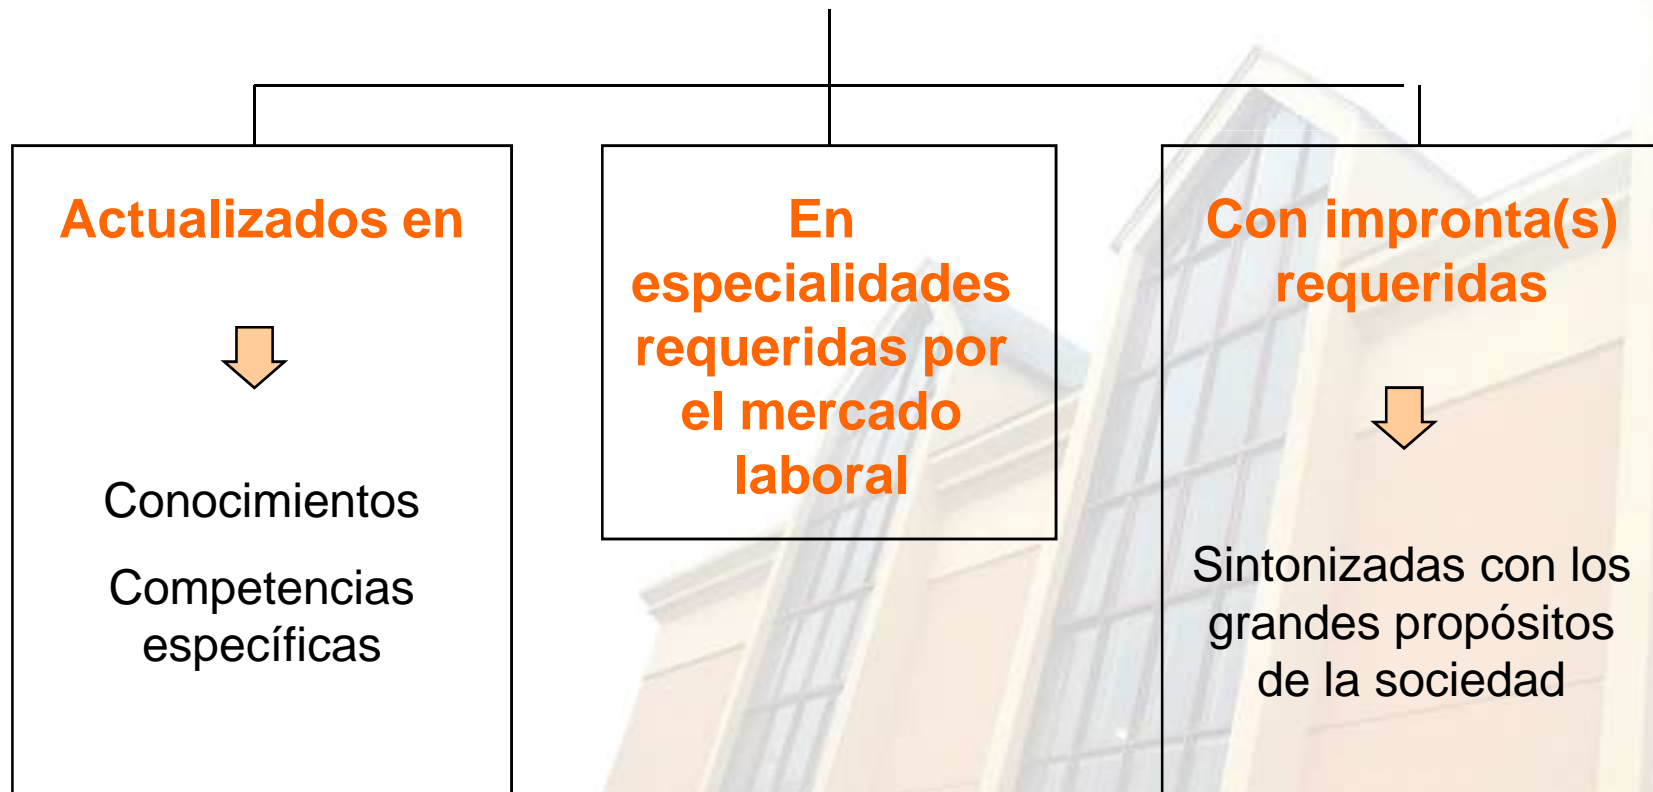 Actualizados en
Conocimientos
Competencias
específicas
En
especialidades
requeridas por
el mercado
laboral
Con impronta(s)
requeridas
Sintonizadas con los
grandes propósitos
de la sociedad